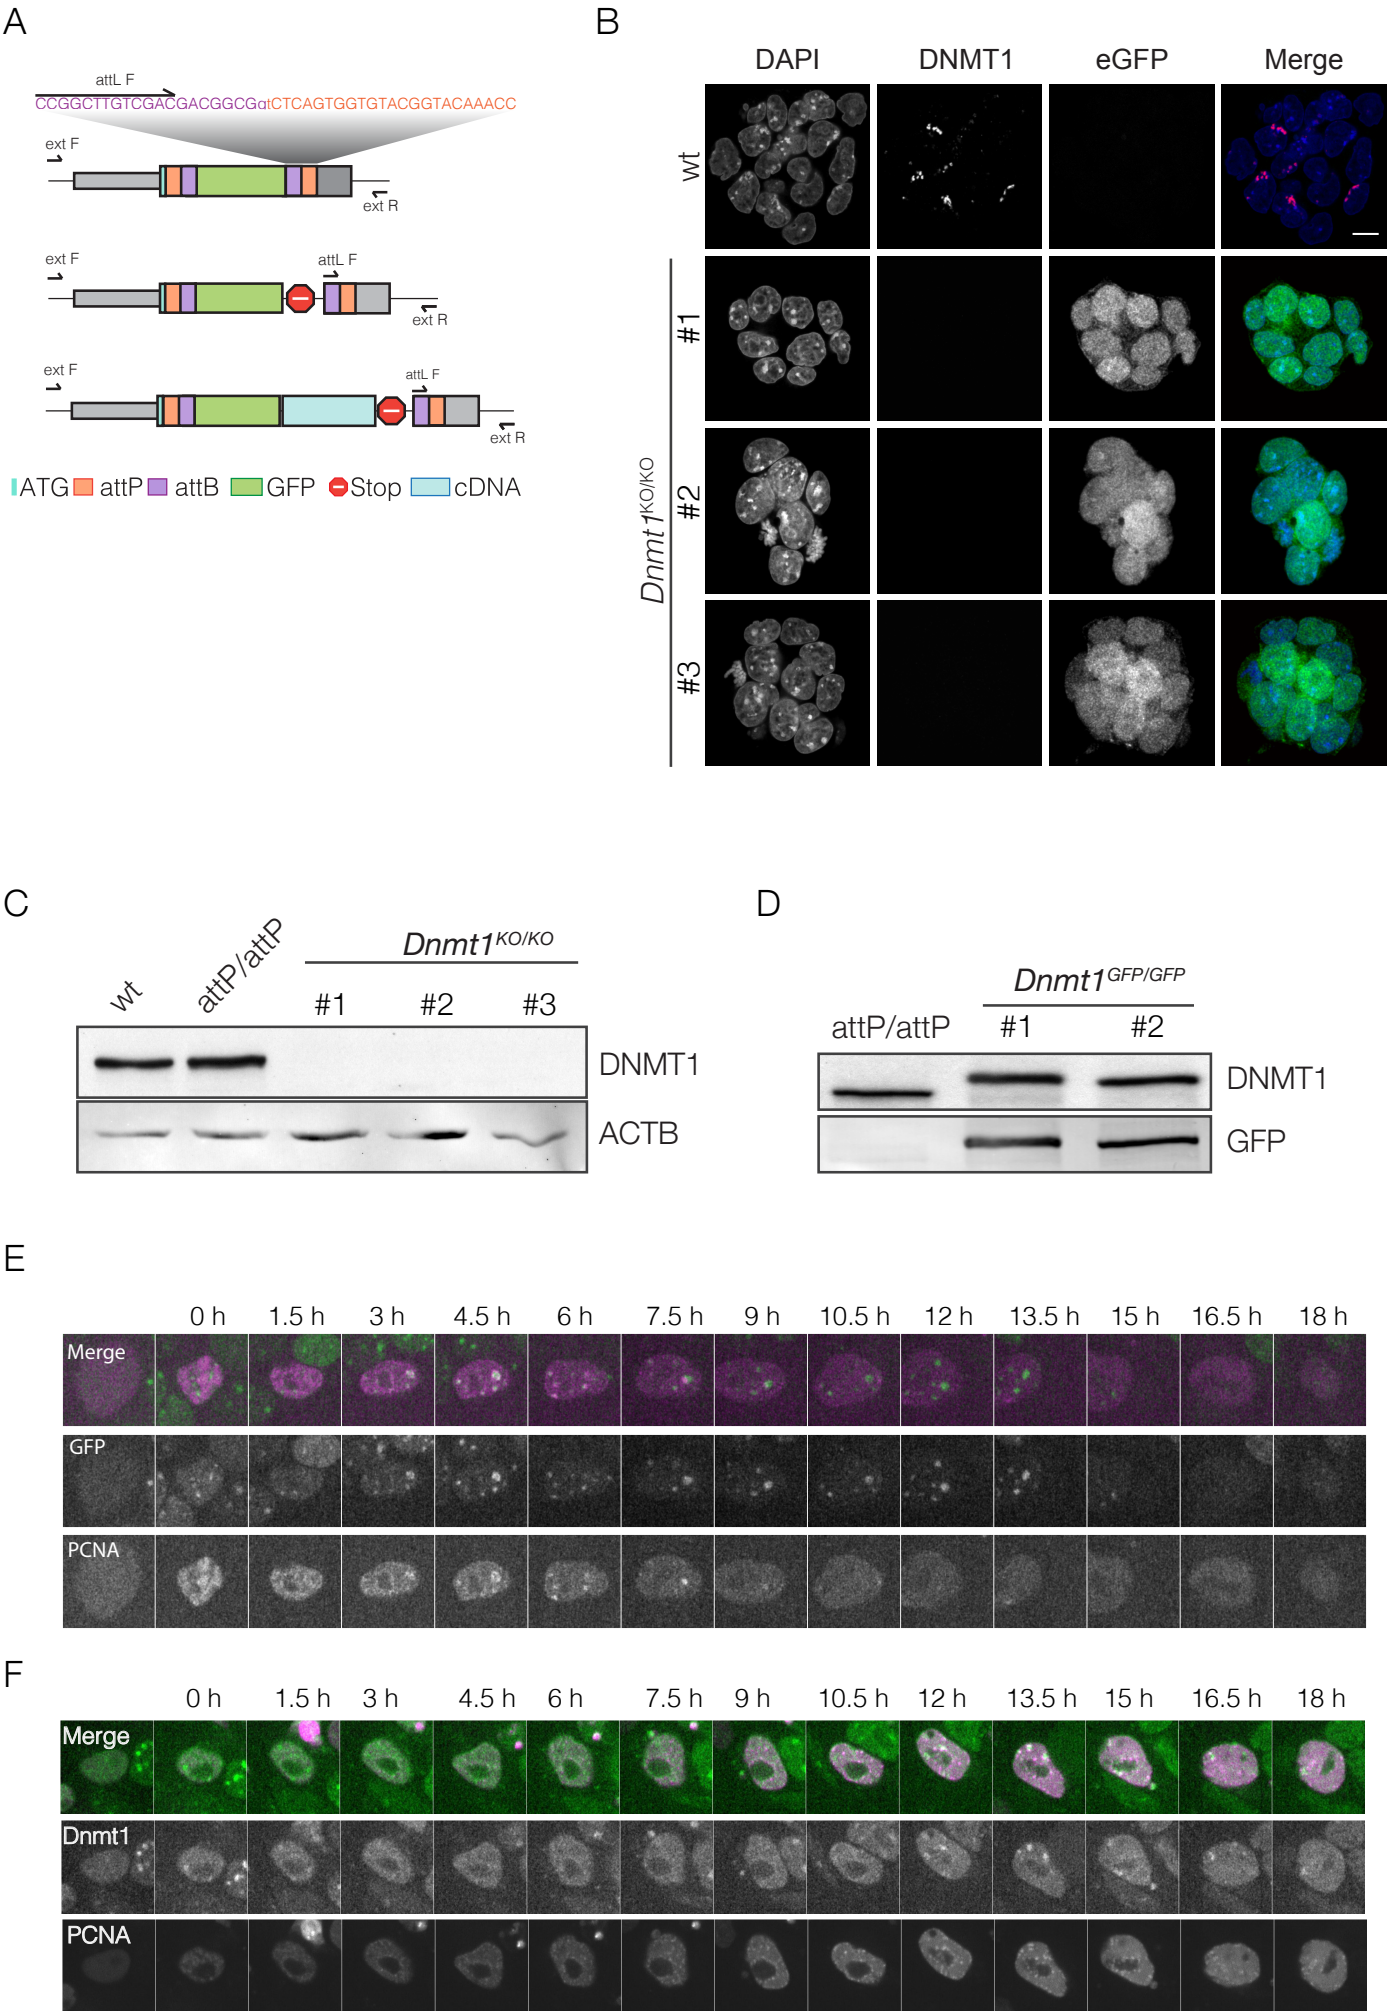 A
attL F
CCGGCTTGTCGACGACGGCGatCTCAGTGGTGTACGGTACAAACC
ext F
ext R
ext F
attL F
ext R
ext F
attL F
ext R
ATG attP attB GFP Stop cDNA
B
DAPI DNMT1 eGFP Merge
wt
#1
#2
#3
Dnmt1KO/KO
C
wt attP/attP Dnmt1KO/KO
#1 #2 #3
DNMT1
ACTB
D
Dnmt1GFP/GFP
attP/attP #1 #2
DNMT1
GFP
E
0 h 1.5 h 3 h 4.5 h 6 h 7.5 h 9 h 10.5 h 12 h 13.5 h 15 h 16.5 h 18 h
Merge
GFP
PCNA
F
0 h 1.5 h 3 h 4.5 h 6 h 7.5 h 9 h 10.5 h 12 h 13.5 h 15 h 16.5 h 18 h
Merge
Dnmt1
PCNA